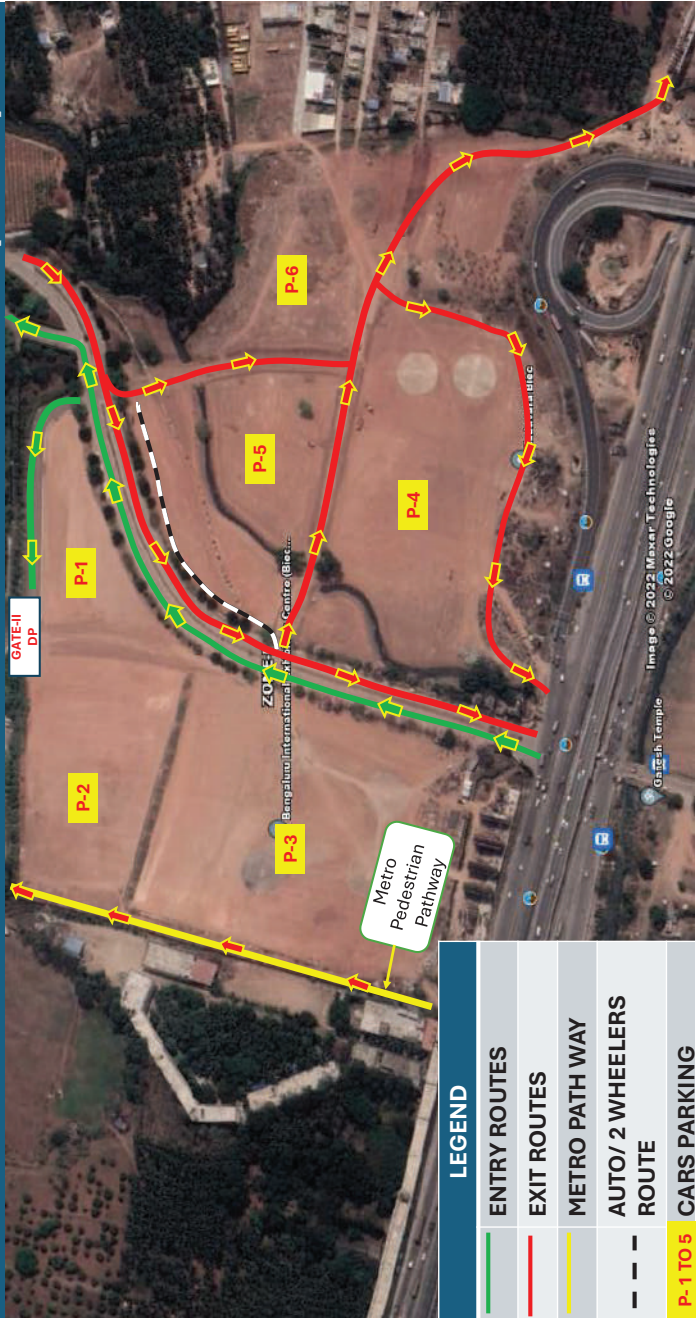 GATE-II
DP
P-1
P-2
P-3
P-4
P-5
P-6
Bengaluru International
Centre (Biec...
Metro
Pedestrian
Pathway
Ganesh Temple
Image © 2022 Maxar Technologies
© 2022 Google
LEGEND
ENTRY ROUTES
EXIT ROUTES
METRO PATH WAY
AUTO/ 2 WHEELERS
ROUTE
P- 1 TO 5 CARS PARKING